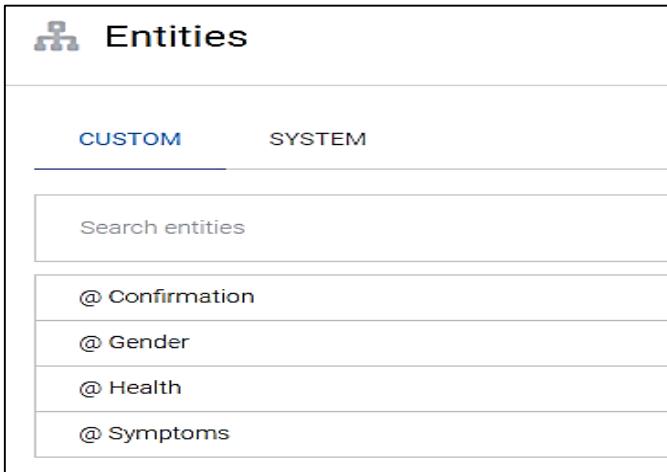 Entities
CUSTOM SYSTEM
Search entities
@ Confirmation
@ Gender
@ Health
@ Symptoms